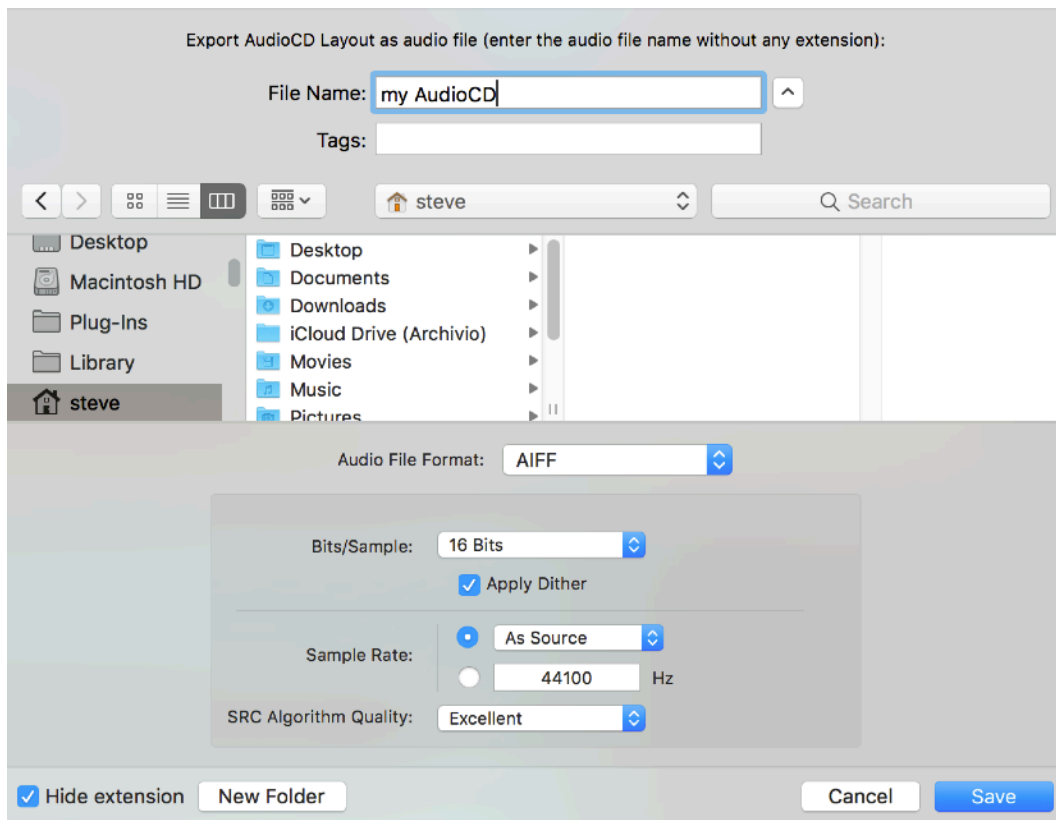 Export AudioCD Layout as audio file (enter the audio file name without any extension):
File Name: my AudioCD
Tags:
steve
Search
Desktop
Macintosh HD
Plug-Ins
Library
steve
Desktop
Documents
Downloads
iCloud Drive (Archivio)
Movies
Music
Pictures
Audio File Format: AIFF
Bits/Sample: 16 Bits
Apply Dither
Sample Rate: As Source
44100 Hz
SRC Algorithm Quality: Excellent
Hide extension New Folder Cancel Save